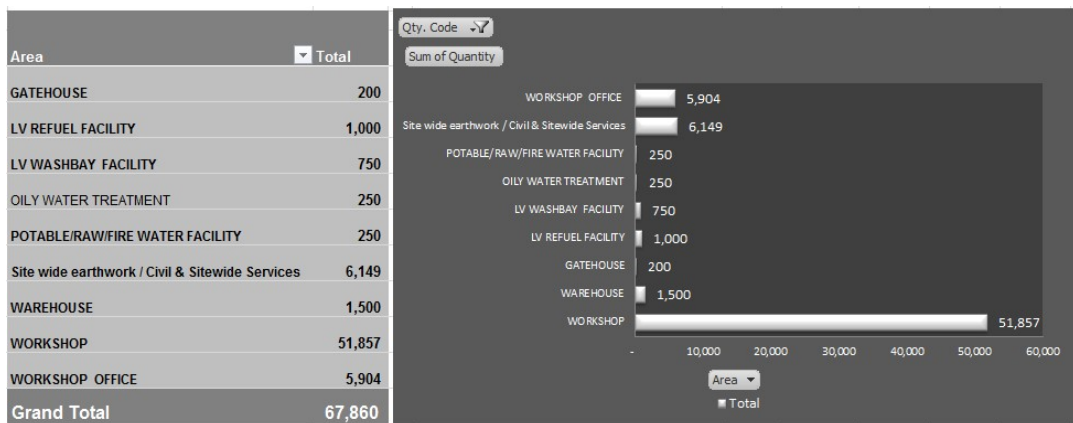 Area Total
GATEHOUSE 200
LV REFUEL FACILITY 1,000
LV WASHBAY FACILITY 750
OILY WATER TREATMENT 250
POTABLE/RAW/FIRE WATER FACILITY 250
Site wide earthwork / Civil & Sitewide Services 6,149
WAREHOUSE 1,500
WORKSHOP 51,857
WORKSHOP OFFICE 5,904
Grand Total 67,860
Qty. Code
Sum of Quantity
WORKSHOP OFFICE 5,904
Site wide earthwork / Civil & Sitewide Services 6,149
POTABLE/RAW/FIRE WATER FACILITY 250
OILY WATER TREATMENT 250
LV WASHBAY FACILITY 750
LV REFUEL FACILITY 1,000
GATEHOUSE 200
WAREHOUSE 1,500
WORKSHOP 51,857
- 10,000 20,000 30,000 40,000 50,000 60,000
Area
Total